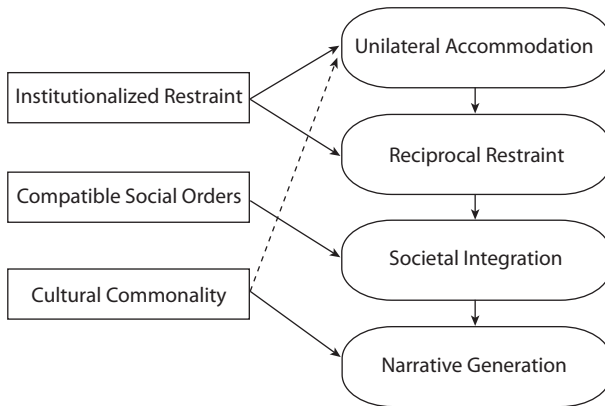 Unilateral Accommodation
Institutionalized Restraint
Reciprocal Restraint
Compatible Social Orders
Societal Integration
Cultural Commonality
Narrative Generation